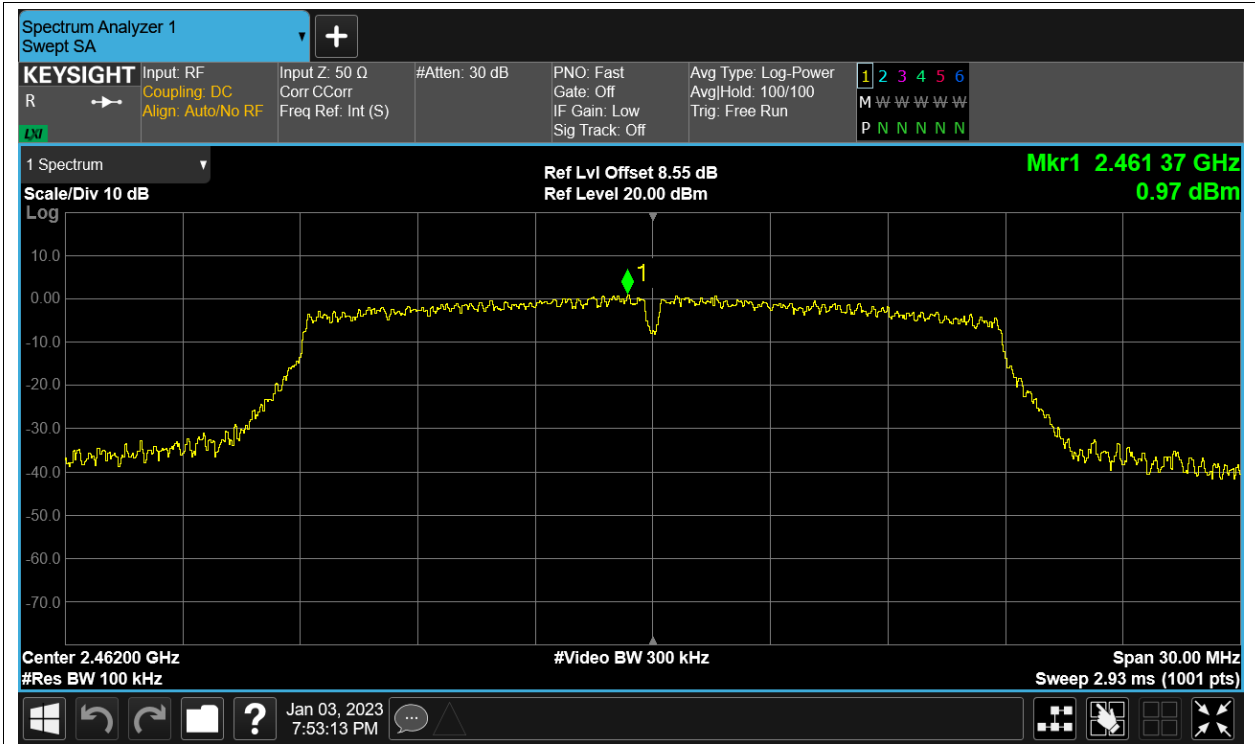 Spectrum Analyzer 1
Swept SA
KEYSIGHT
R
LXI
Input: RF
Coupling: DC
Align: Auto/No RF
Input Z: 50 Ω
Corr CCorr
Freq Ref: Int (S)
#Atten: 30 dB
PNO: Fast
Gate: Off
IF Gain: Low
Sig Track: Off
Avg Type: Log-Power
Avg|Hold: 100/100
Trig: Free Run
1 2 3 4 5 6
M W W W W W
P N N N N N
1 Spectrum
Scale/Div 10 dB
Log
Ref Lvl Offset 8.55 dB
Ref Level 20.00 dBm
Mkr1 2.461 37 GHz
0.97 dBm
1
10.0
0.00
-10.0
-20.0
-30.0
-40.0
-50.0
-60.0
-70.0
Center 2.46200 GHz
#Res BW 100 kHz
#Video BW 300 kHz
Span 30.00 MHz
Sweep 2.93 ms (1001 pts)
?
Jan 03, 2023
7:53:13 PM